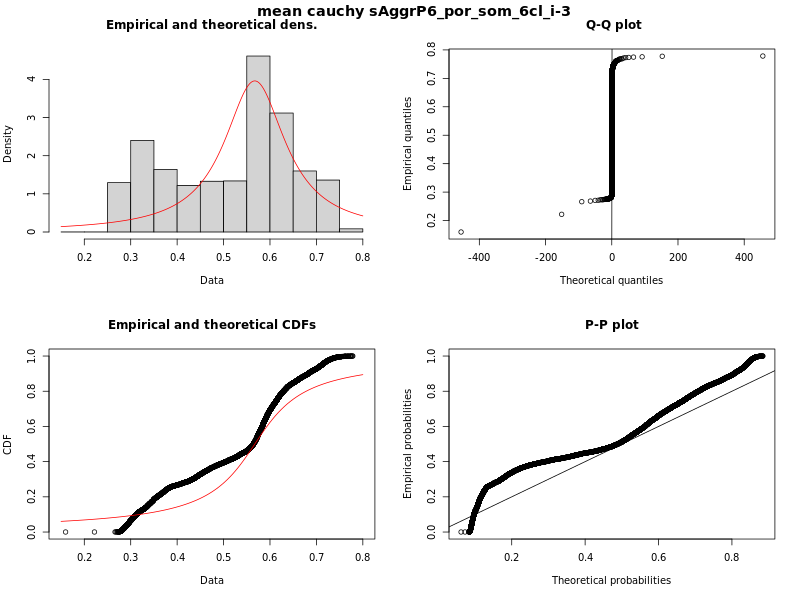 mean cauchy sAggrP6_por_som_6cl_i-3
Empirical and theoretical dens.
Density
0 1 2 3 4
0.2 0.3 0.4 0.5 0.6 0.7 0.8
Data
Q-Q plot
Empirical quantiles
0.2 0.3 0.4 0.5 0.6 0.7 0.8
-400 -200 0 200 400
Theoretical quantiles
Empirical and theoretical CDFs
CDF
0.0 0.2 0.4 0.6 0.8 1.0
0.2 0.3 0.4 0.5 0.6 0.7 0.8
Data
P-P plot
Empirical probabilities
0.0 0.2 0.4 0.6 0.8 1.0
0.2 0.4 0.6 0.8
Theoretical probabilities